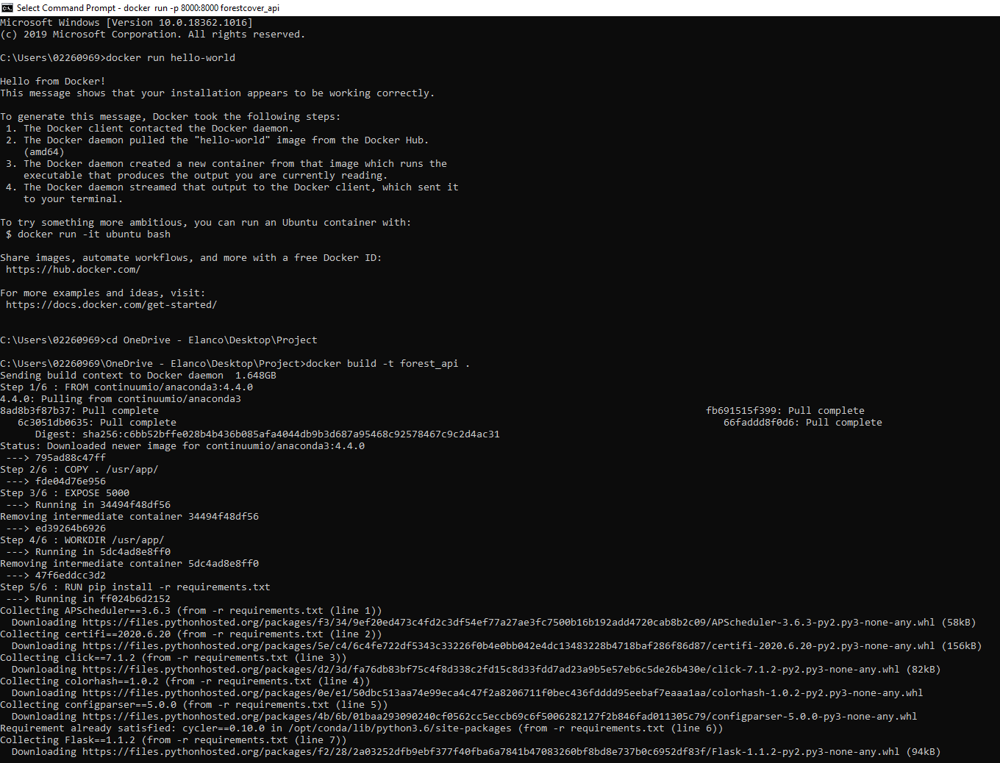 Select Command Prompt - docker  run -p 8000:8000 forestcover_api
Microsoft Windows [Version 10.0.18362.1016]
(c) 2019 Microsoft Corporation. All rights reserved.
C:\Users\02260969>docker run hello-world
Hello from Docker!
This message shows that your installation appears to be working correctly.
To generate this message, Docker took the following steps:
 1. The Docker client contacted the Docker daemon.
 2. The Docker daemon pulled the "hello-world" image from the Docker Hub.
    (amd64)
 3. The Docker daemon created a new container from that image which runs the
    executable that produces the output you are currently reading.
 4. The Docker daemon streamed that output to the Docker client, which sent it
    to your terminal.
To try something more ambitious, you can run an Ubuntu container with:
 $ docker run -it ubuntu bash
Share images, automate workflows, and more with a free Docker ID:
 https://hub.docker.com/
For more examples and ideas, visit:
 https://docs.docker.com/get-started/
C:\Users\02260969>cd OneDrive - Elanco\Desktop\Project
C:\Users\02260969\OneDrive - Elanco\Desktop\Project>docker build -t forest_api .
Sending build context to Docker daemon  1.648GB
Step 1/6 : FROM continuumio/anaconda3:4.4.0
4.4.0: Pulling from continuumio/anaconda3
8ad8b3f87b37: Pull complete fb691515f399: Pull complete
6c3051db0635: Pull complete 66faddd8f0d6: Pull complete
Digest: sha256:c6bb52bffe028b4b436b085afa4044db9b3d687a95468c92578467c9c2d4ac31
Status: Downloaded newer image for continuumio/anaconda3:4.4.0
 ---> 795ad88c47ff
Step 2/6 : COPY . /usr/app/
 ---> fde04d76e956
Step 3/6 : EXPOSE 5000
 ---> Running in 34494f48df56
Removing intermediate container 34494f48df56
 ---> ed39264b6926
Step 4/6 : WORKDIR /usr/app/
 ---> Running in 5dc4ad8e8ff0
Removing intermediate container 5dc4ad8e8ff0
 ---> 47f6eddcc3d2
Step 5/6 : RUN pip install -r requirements.txt
 ---> Running in ff024b6d2152
Collecting APScheduler==3.6.3 (from -r requirements.txt (line 1))
  Downloading https://files.pythonhosted.org/packages/f3/34/9ef20ed473c4fd2c3df54ef77a27ae3fc7500b16b192add4720cab8b2c09/APScheduler-3.6.3-py2.py3-none-any.whl (58kB)
Collecting certifi==2020.6.20 (from -r requirements.txt (line 2))
  Downloading https://files.pythonhosted.org/packages/5e/c4/6c4fe722df5343c33226f0b4e0bb042e4dc13483228b4718baf286f86d87/certifi-2020.6.20-py2.py3-none-any.whl (156kB)
Collecting click==7.1.2 (from -r requirements.txt (line 3))
  Downloading https://files.pythonhosted.org/packages/d2/3d/fa76db83bf75c4f8d338c2fd15c8d33fdd7ad23a9b5e57eb6c5de26b430e/click-7.1.2-py2.py3-none-any.whl (82kB)
Collecting colorhash==1.0.2 (from -r requirements.txt (line 4))
  Downloading https://files.pythonhosted.org/packages/0e/e1/50dbc513aa74e99eca4c47f2a8206711f0bec436fdddd95eebaf7eaaa1aa/colorhash-1.0.2-py2.py3-none-any.whl
Collecting configparser==5.0.0 (from -r requirements.txt (line 5))
  Downloading https://files.pythonhosted.org/packages/4b/6b/01baa293090240cf0562cc5eccb69c6f5006282127f2b846fad011305c79/configparser-5.0.0-py3-none-any.whl
Requirement already satisfied: cycler==0.10.0 in /opt/conda/lib/python3.6/site-packages (from -r requirements.txt (line 6))
Collecting Flask==1.1.2 (from -r requirements.txt (line 7))
  Downloading https://files.pythonhosted.org/packages/f2/28/2a03252dfb9ebf377f40fba6a7841b47083260bf8bd8e737b0c6952df83f/Flask-1.1.2-py2.py3-none-any.whl (94kB)